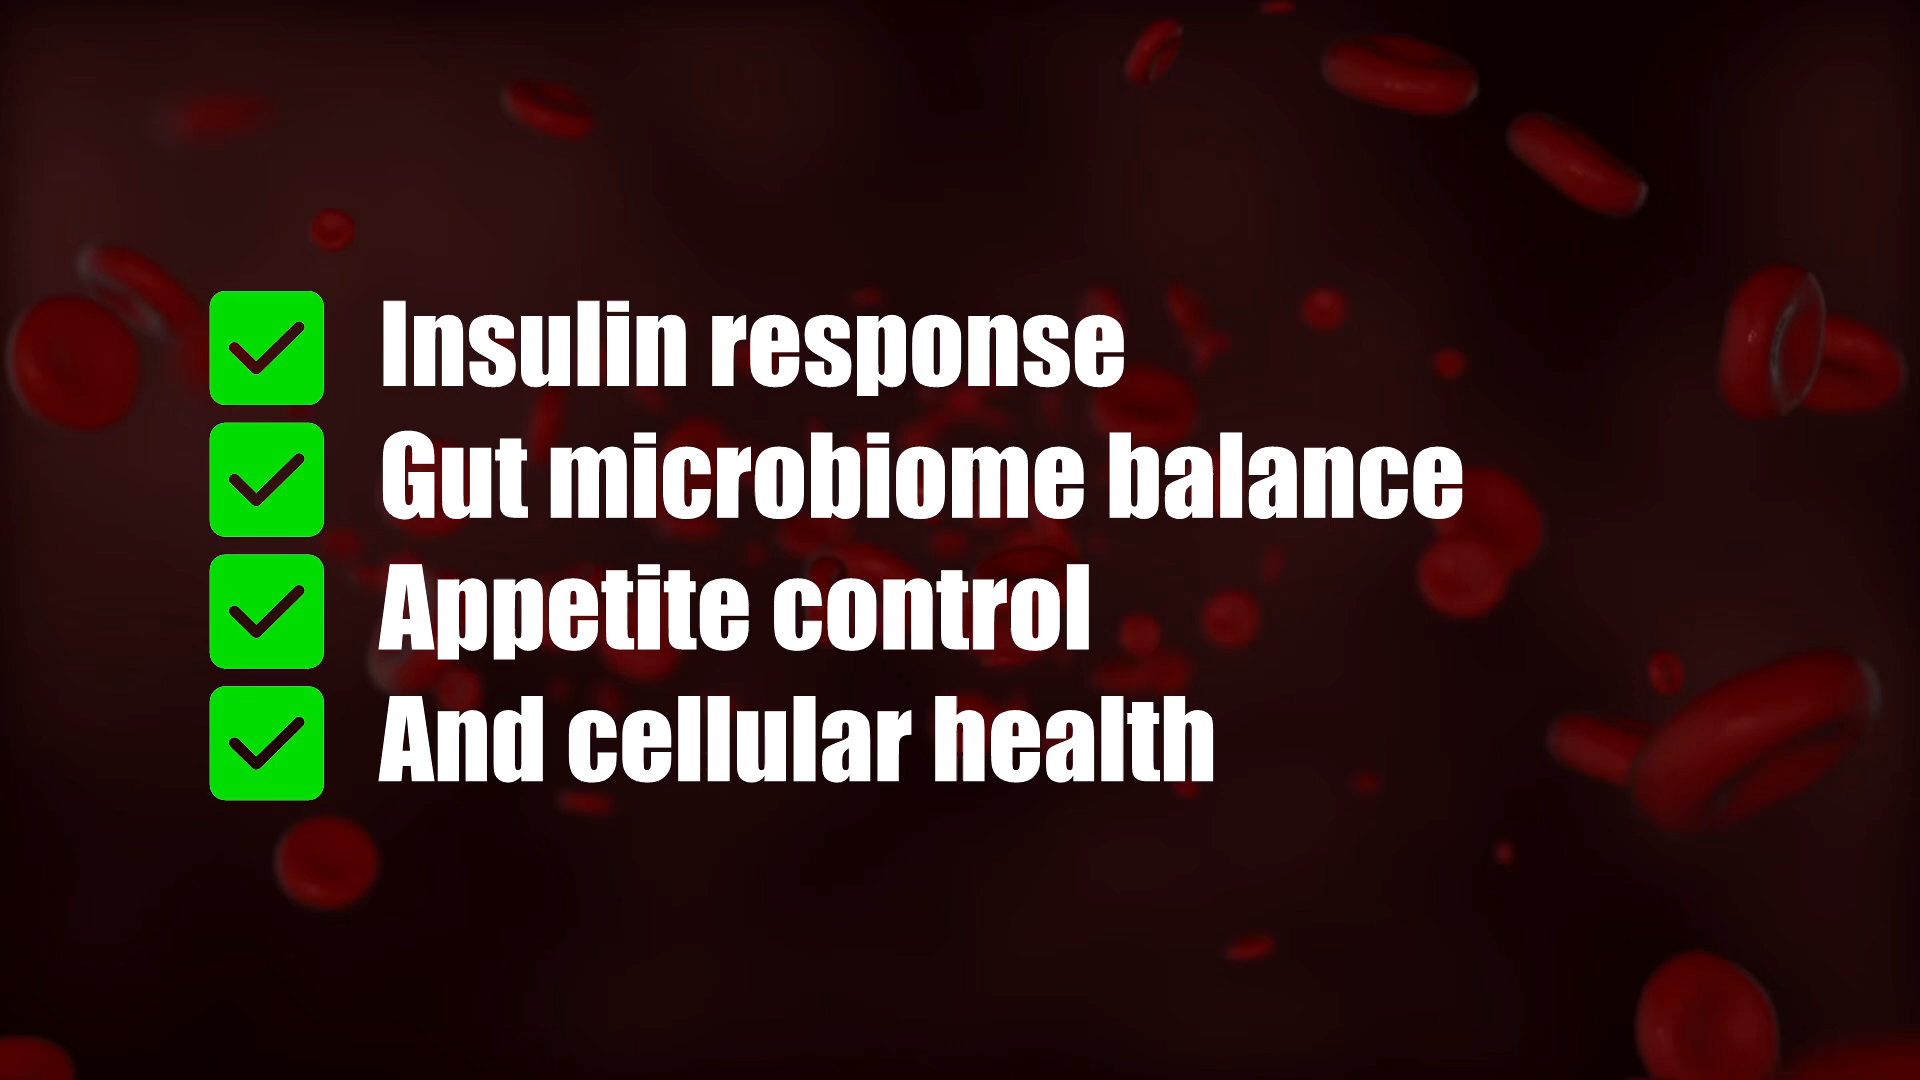 Insulin response
Gut microbiome balance
Appetite control
And cellular health